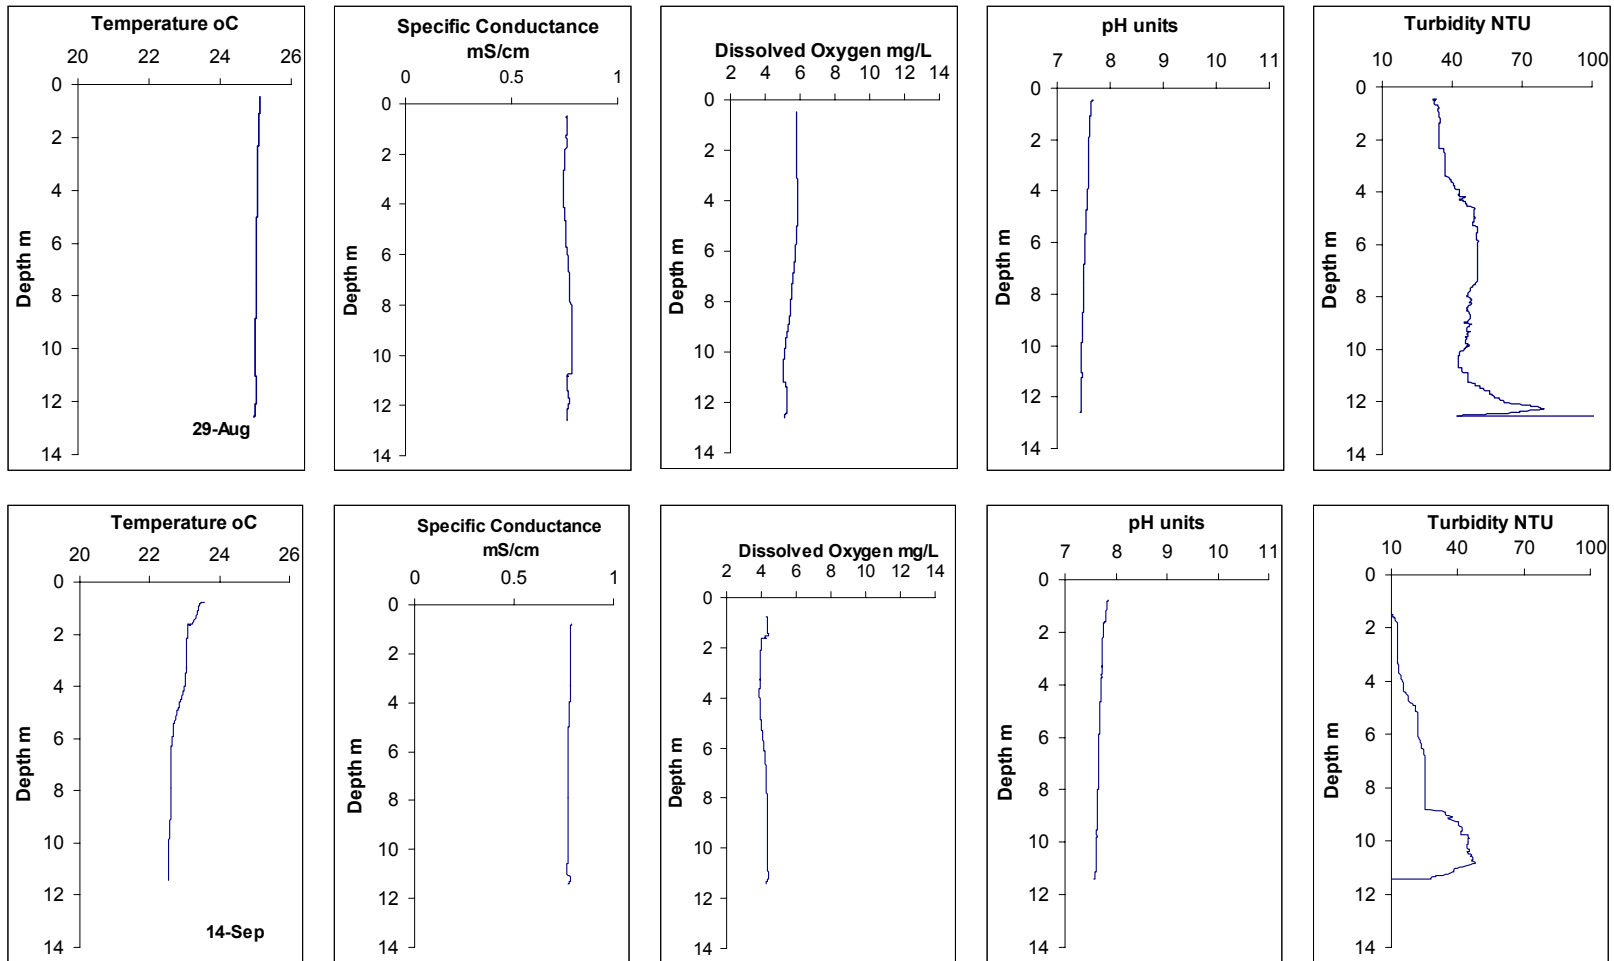 Temperature oC
20 22 24 26
0
2
4
6
8
10
12
14
Depth m
29-Aug
Specific Conductance
mS/cm
0 0.5 1
0
2
4
6
8
10
12
14
Depth m
Dissolved Oxygen mg/L
2 4 6 8 10 12 14
0
2
4
6
8
10
12
14
Depth m
pH units
7 8 9 10 11
0
2
4
6
8
10
12
14
Depth m
Turbidity NTU
10 40 70 100
0
2
4
6
8
10
12
14
Depth m
Temperature oC
20 22 24 26
0
2
4
6
8
10
12
14
Depth m
14-Sep
Specific Conductance
mS/cm
0 0.5 1
0
2
4
6
8
10
12
14
Depth m
Dissolved Oxygen mg/L
2 4 6 8 10 12 14
0
2
4
6
8
10
12
14
Depth m
pH units
7 8 9 10 11
0
2
4
6
8
10
12
14
Depth m
Turbidity NTU
10 40 70 100
0
2
4
6
8
10
12
14
Depth m